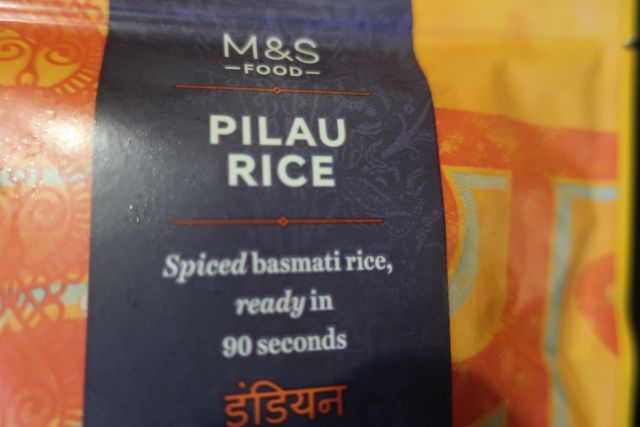 M&S
FOOD
PILAU
RICE
Spiced basmati rice,
ready in
90 seconds
इंडियन